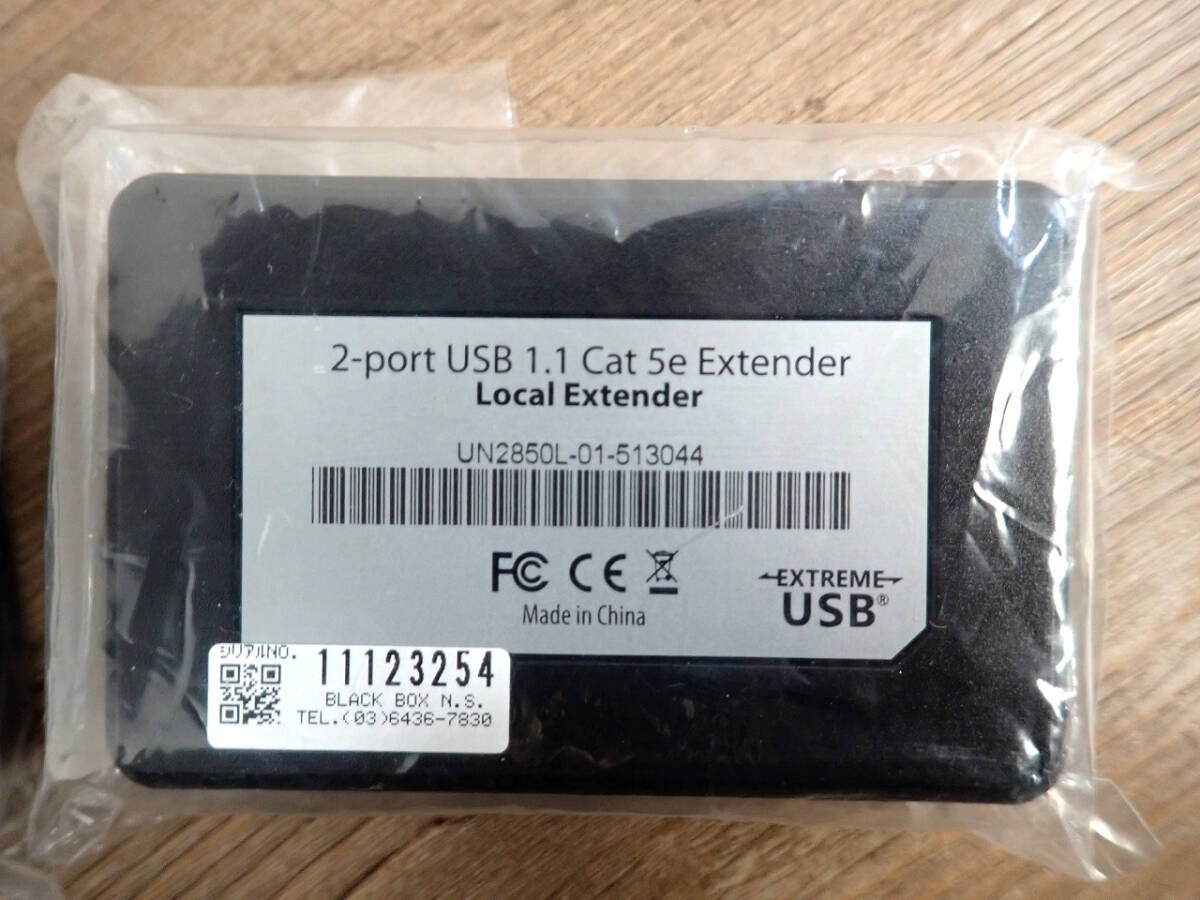 2-port USB 1.1 Cat 5e Extender
Local Extender
UN2850L-01-513044
FC CE
Made in China
EXTREME
USB®
シリアルNO. 11123254
BLACK BOX N.S.
TEL.(03)6436-7830